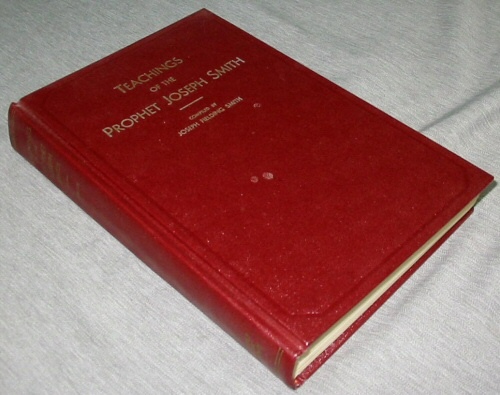 TEACHINGS
OF THE
PROPHET JOSEPH SMITH
COMPILED BY
JOSEPH FIELDING SMITH